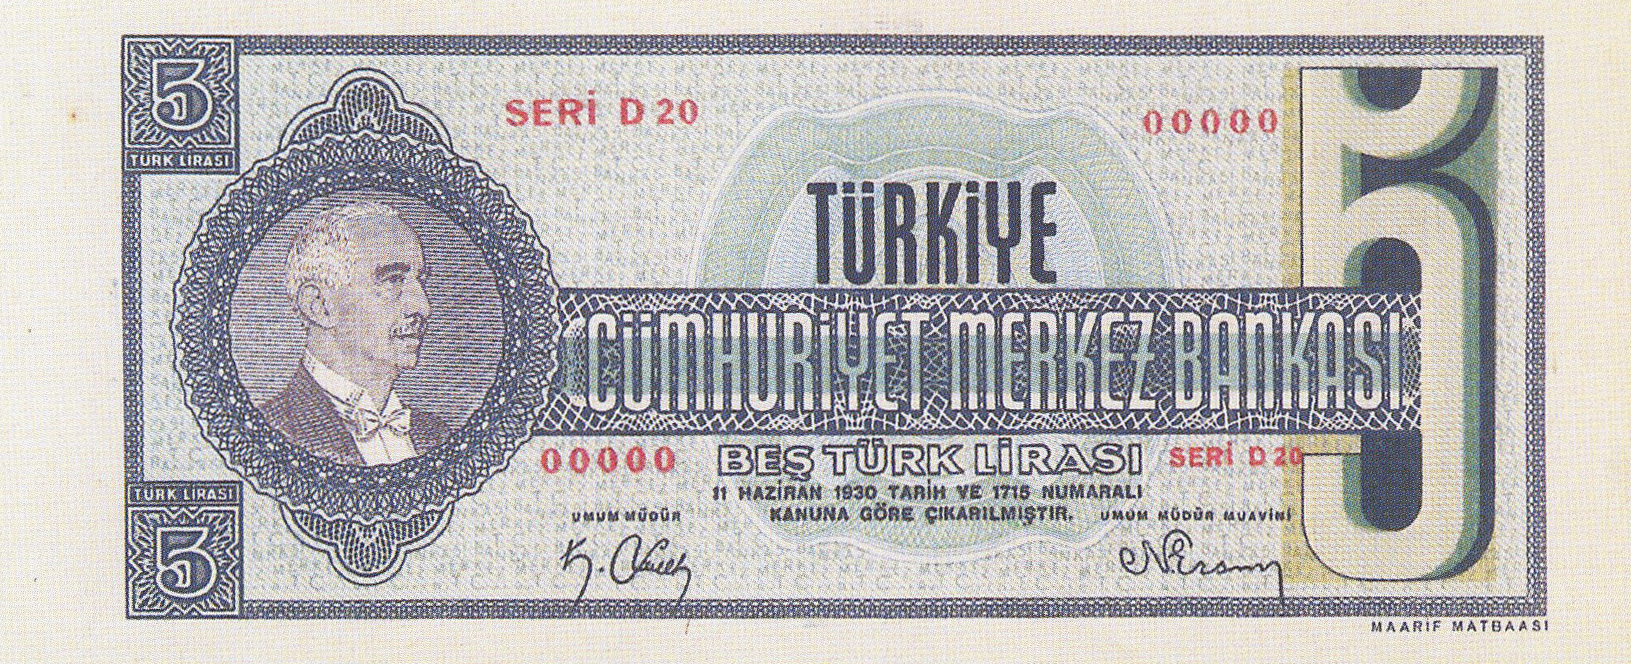 5
TÜRK LİRASI
SERİ D 20
00000
5
TÜRKİYE
CÜMHURİYET MERKEZ BANKASI
00000
BEŞ TÜRK LİRASI
SERİ D 20
11 HAZİRAN 1930 TARİH VE 1715 NUMARALI
KANUNA GÖRE ÇIKARILMIŞTIR.
UMUM MÜDÜR
UMUM MÜDÜR MUAVİNİ
TÜRK LİRASI
5
MAARİF MATBAASI